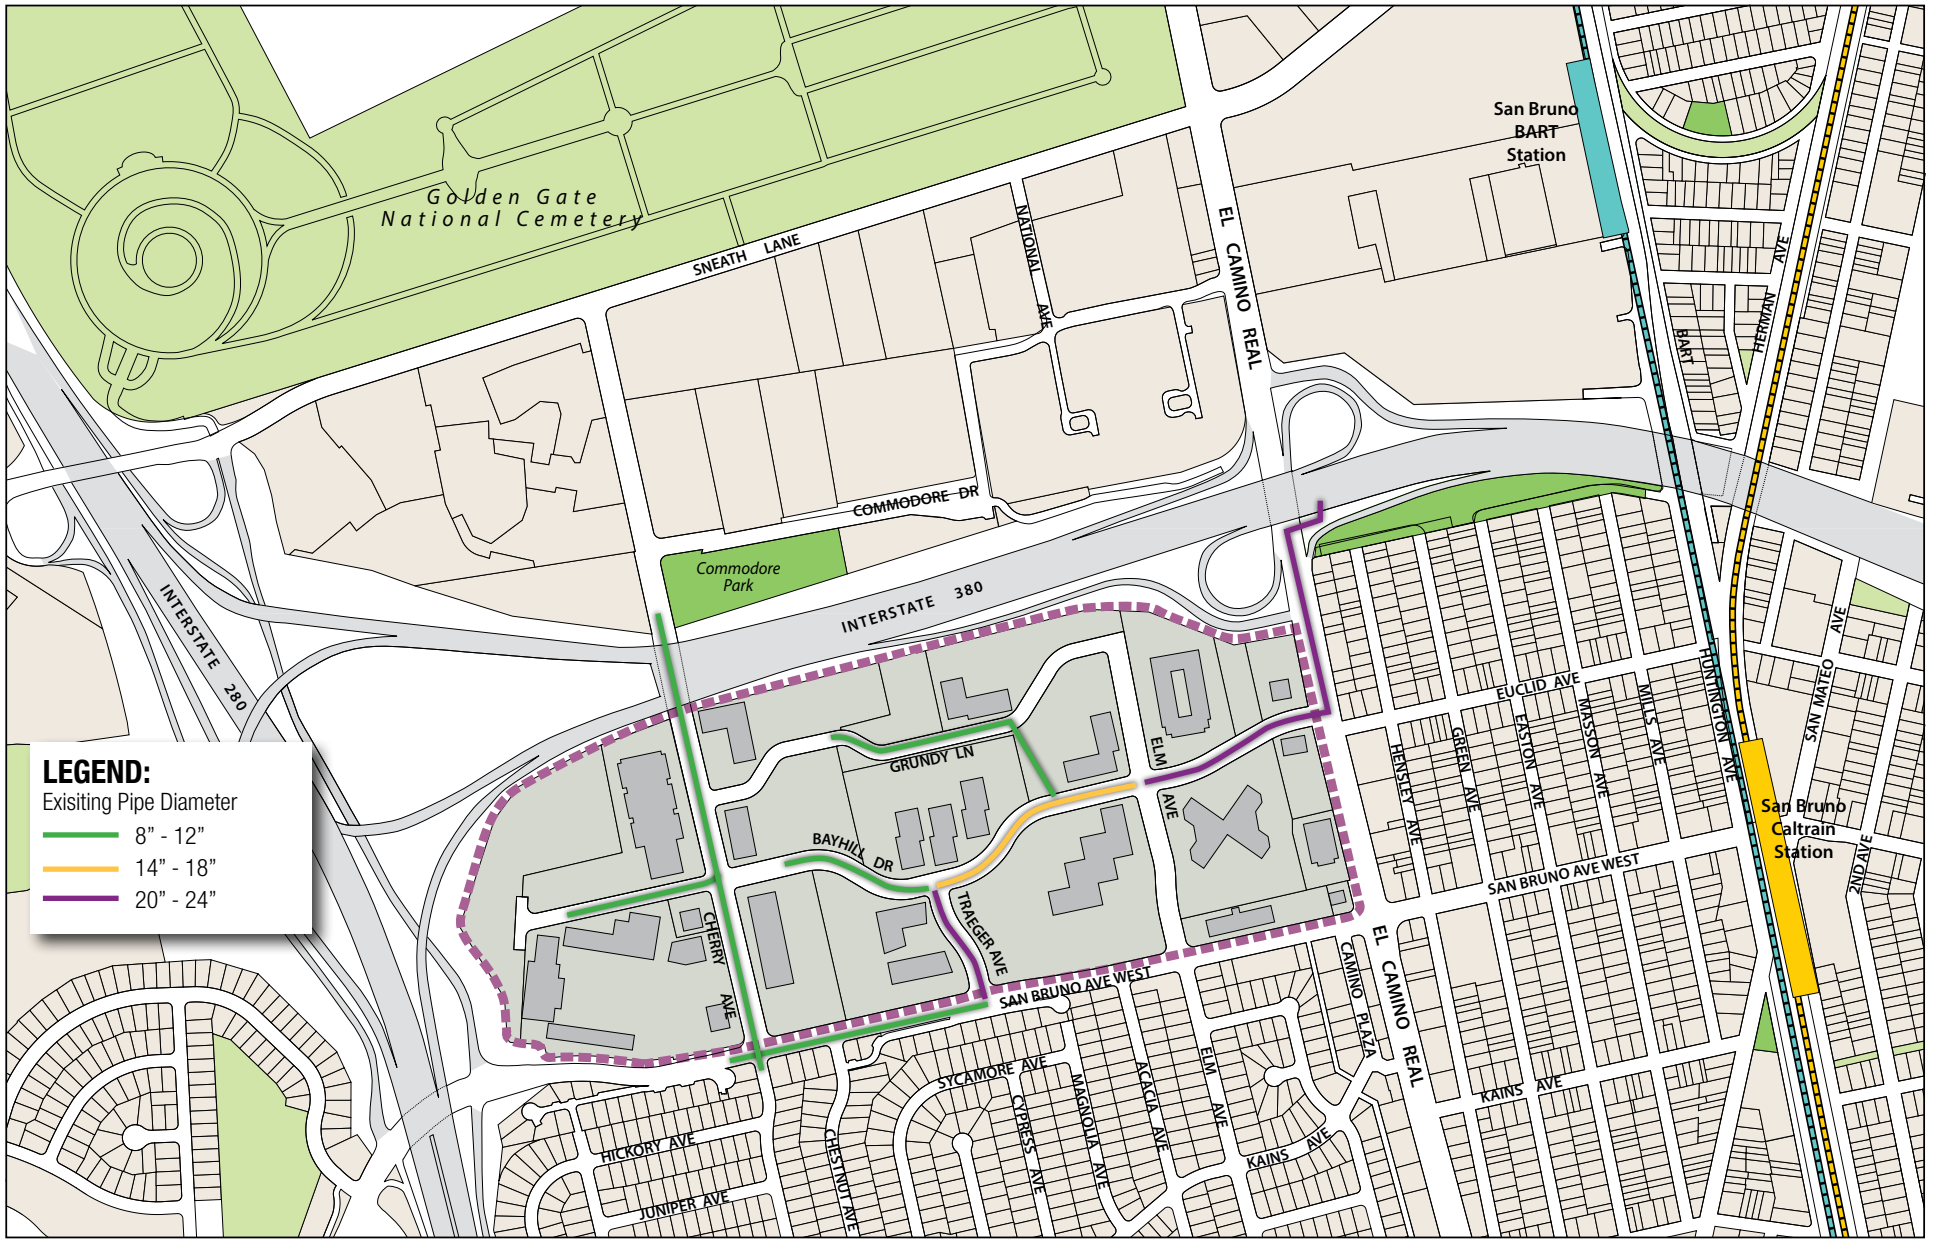 San Bruno
BART
Station
Golden Gate
National Cemetery
SNEATH LANE
NATIONAL AVE
EL CAMINO REAL
HERMAN AVE
BART
COMMODORE DR
Commodore
Park
INTERSTATE 380
INTERSTATE 280
EUCLID AVE
HUNTINGTON AVE
SAN MATEO AVE
HENSLEY AVE
GREEN AVE
EASTON AVE
MASSON AVE
MILLS AVE
ELM AVE
GRUNDY LN
BAYHILL DR
TRAEGER AVE
CHERRY AVE
LEGEND:
Exisiting Pipe Diameter
8” - 12”
14” - 18”
20” - 24”
San Bruno
Caltrain
Station
2ND AVE
SAN BRUNO AVE WEST
SAN BRUNO AVE WEST
EL CAMINO REAL
CAMINO PLAZA
SYCAMORE AVE
CYPRESS AVE
MAGNOLIA AVE
ACACIA AVE
ELM AVE
KAINS AVE
KAINS AVE
HICKORY AVE
JUNIPER AVE
CHESTNUT AVE